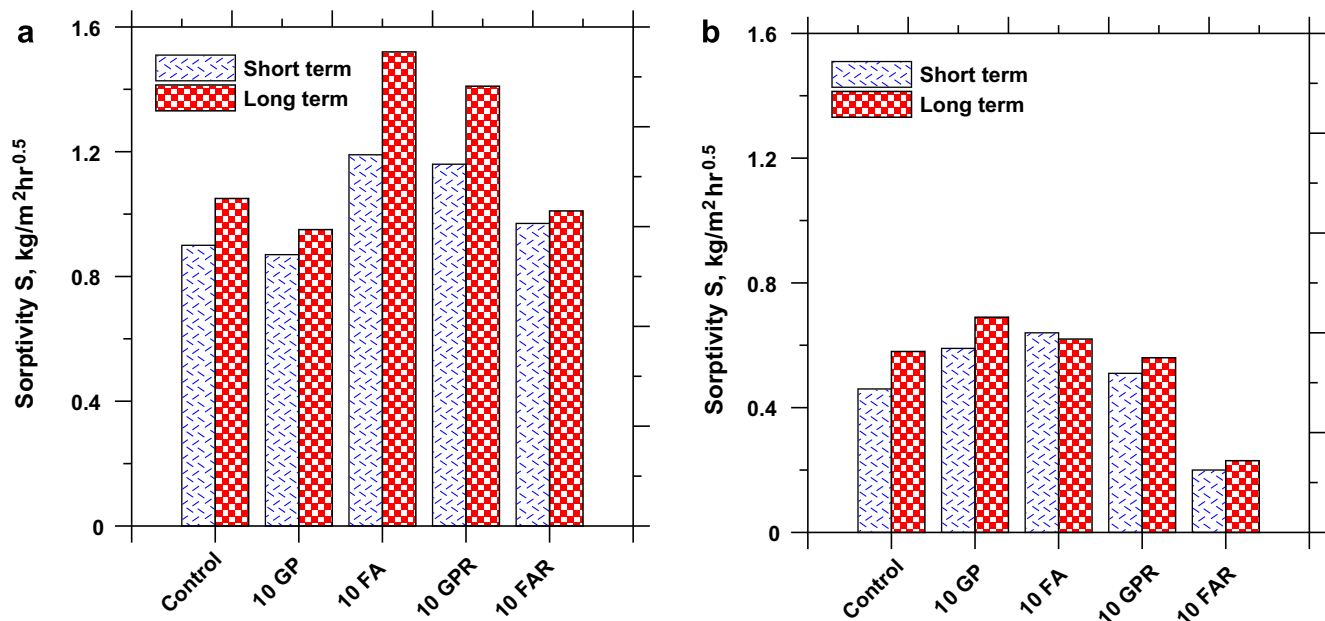 a
1.6
1.2
0.8
0.4
0
Sorptivity S, kg/m²hr⁰·⁵
Short term
Long term
Control
10 GP
10 FA
10 GPR
10 FAR
b
1.6
1.2
0.8
0.4
0
Sorptivity S, kg/m²hr⁰·⁵
Short term
Long term
Control
10 GP
10 FA
10 GPR
10 FAR